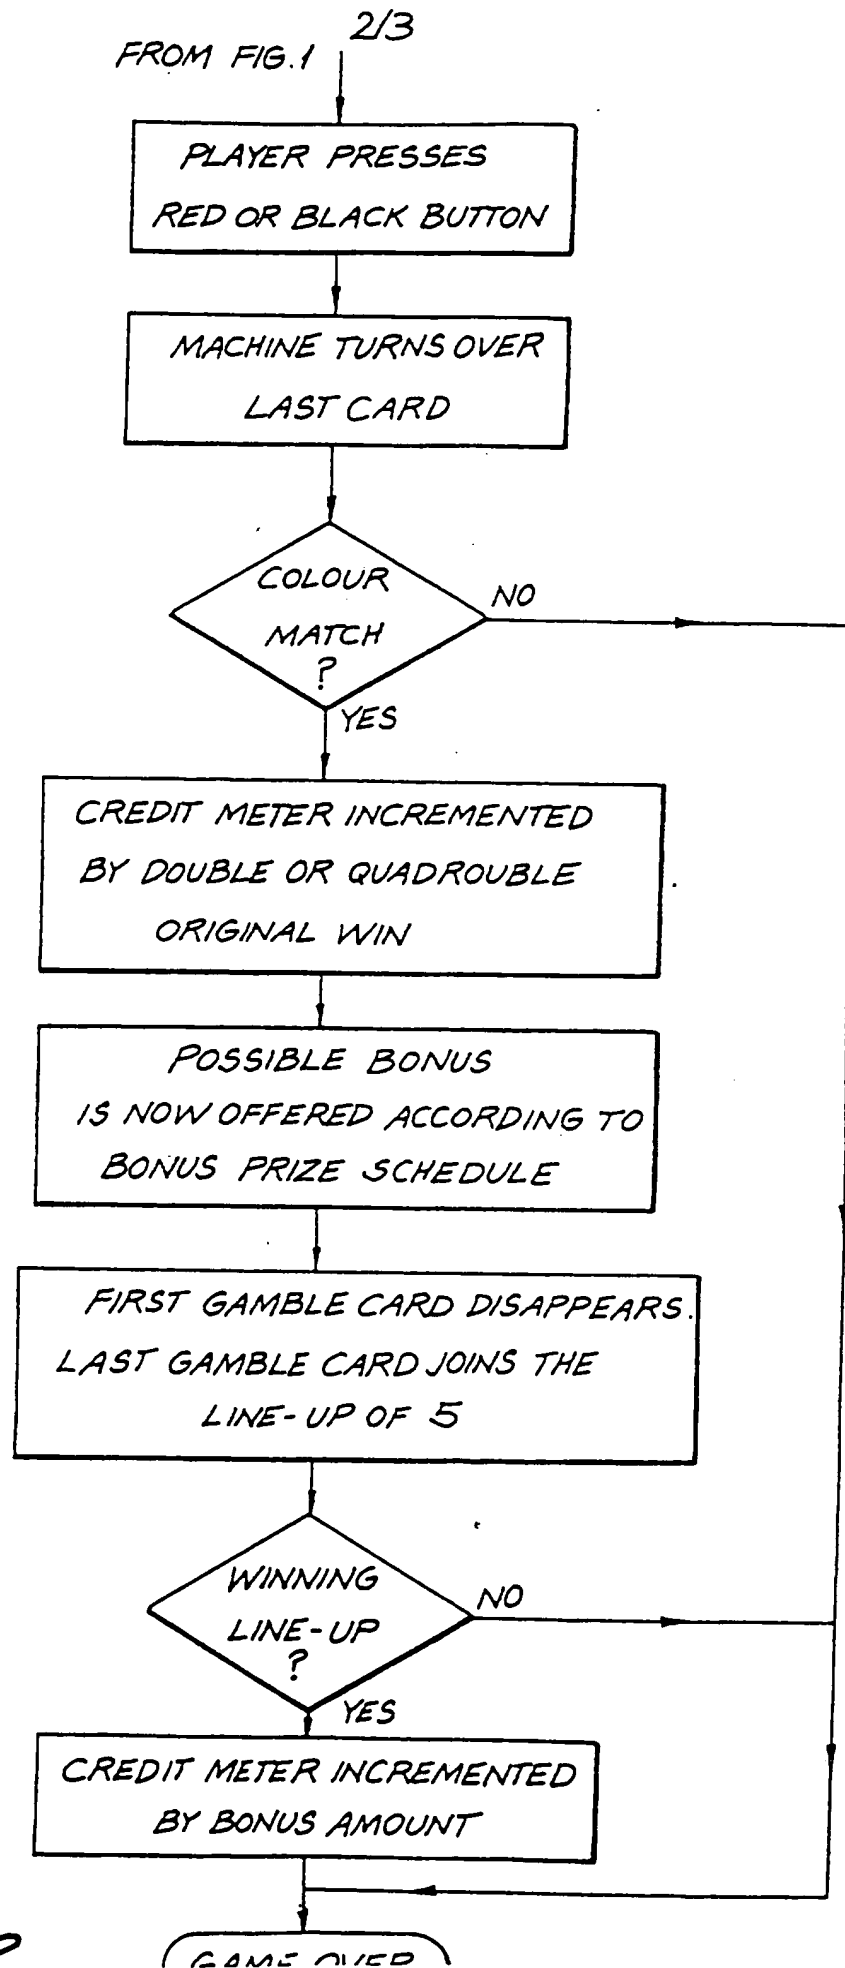 2/3
FROM FIG.1
PLAYER PRESSES
RED OR BLACK BUTTON
MACHINE TURNS OVER
LAST CARD
COLOUR
MATCH
?
NO
YES
CREDIT METER INCREMENTED
BY DOUBLE OR QUADROUBLE
ORIGINAL WIN
POSSIBLE BONUS
IS NOW OFFERED ACCORDING TO
BONUS PRIZE SCHEDULE
FIRST GAMBLE CARD DISAPPEARS.
LAST GAMBLE CARD JOINS THE
LINE-UP OF 5
WINNING
LINE-UP
?
NO
YES
CREDIT METER INCREMENTED
BY BONUS AMOUNT
GAME OVER